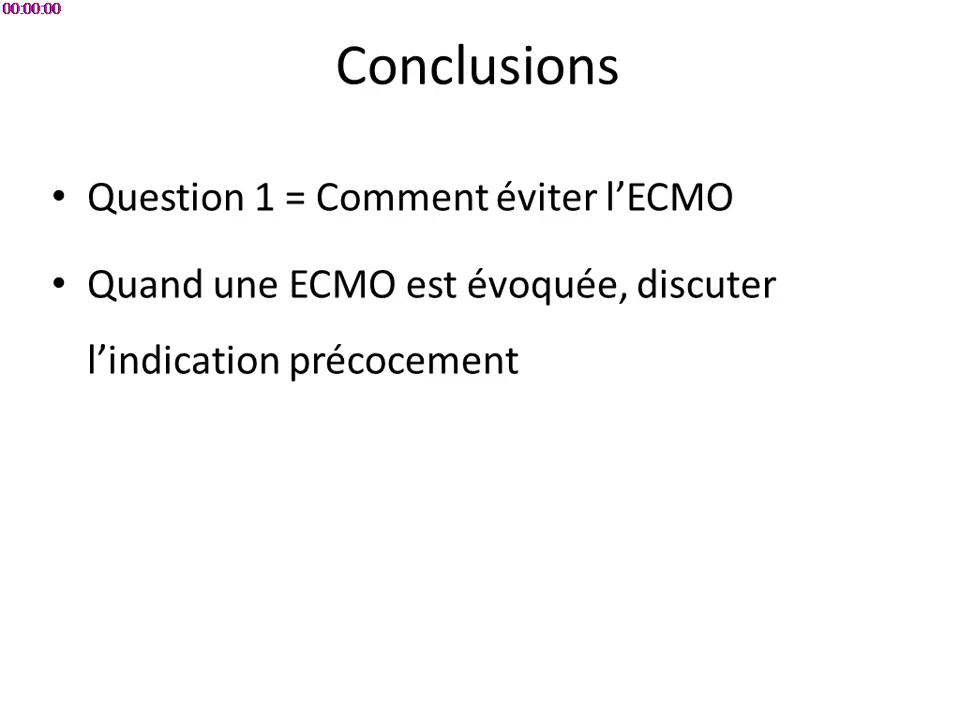 00:00:00
Conclusions
• Question 1 = Comment éviter l’ECMO
• Quand une ECMO est évoquée, discuter
l’indication précocement